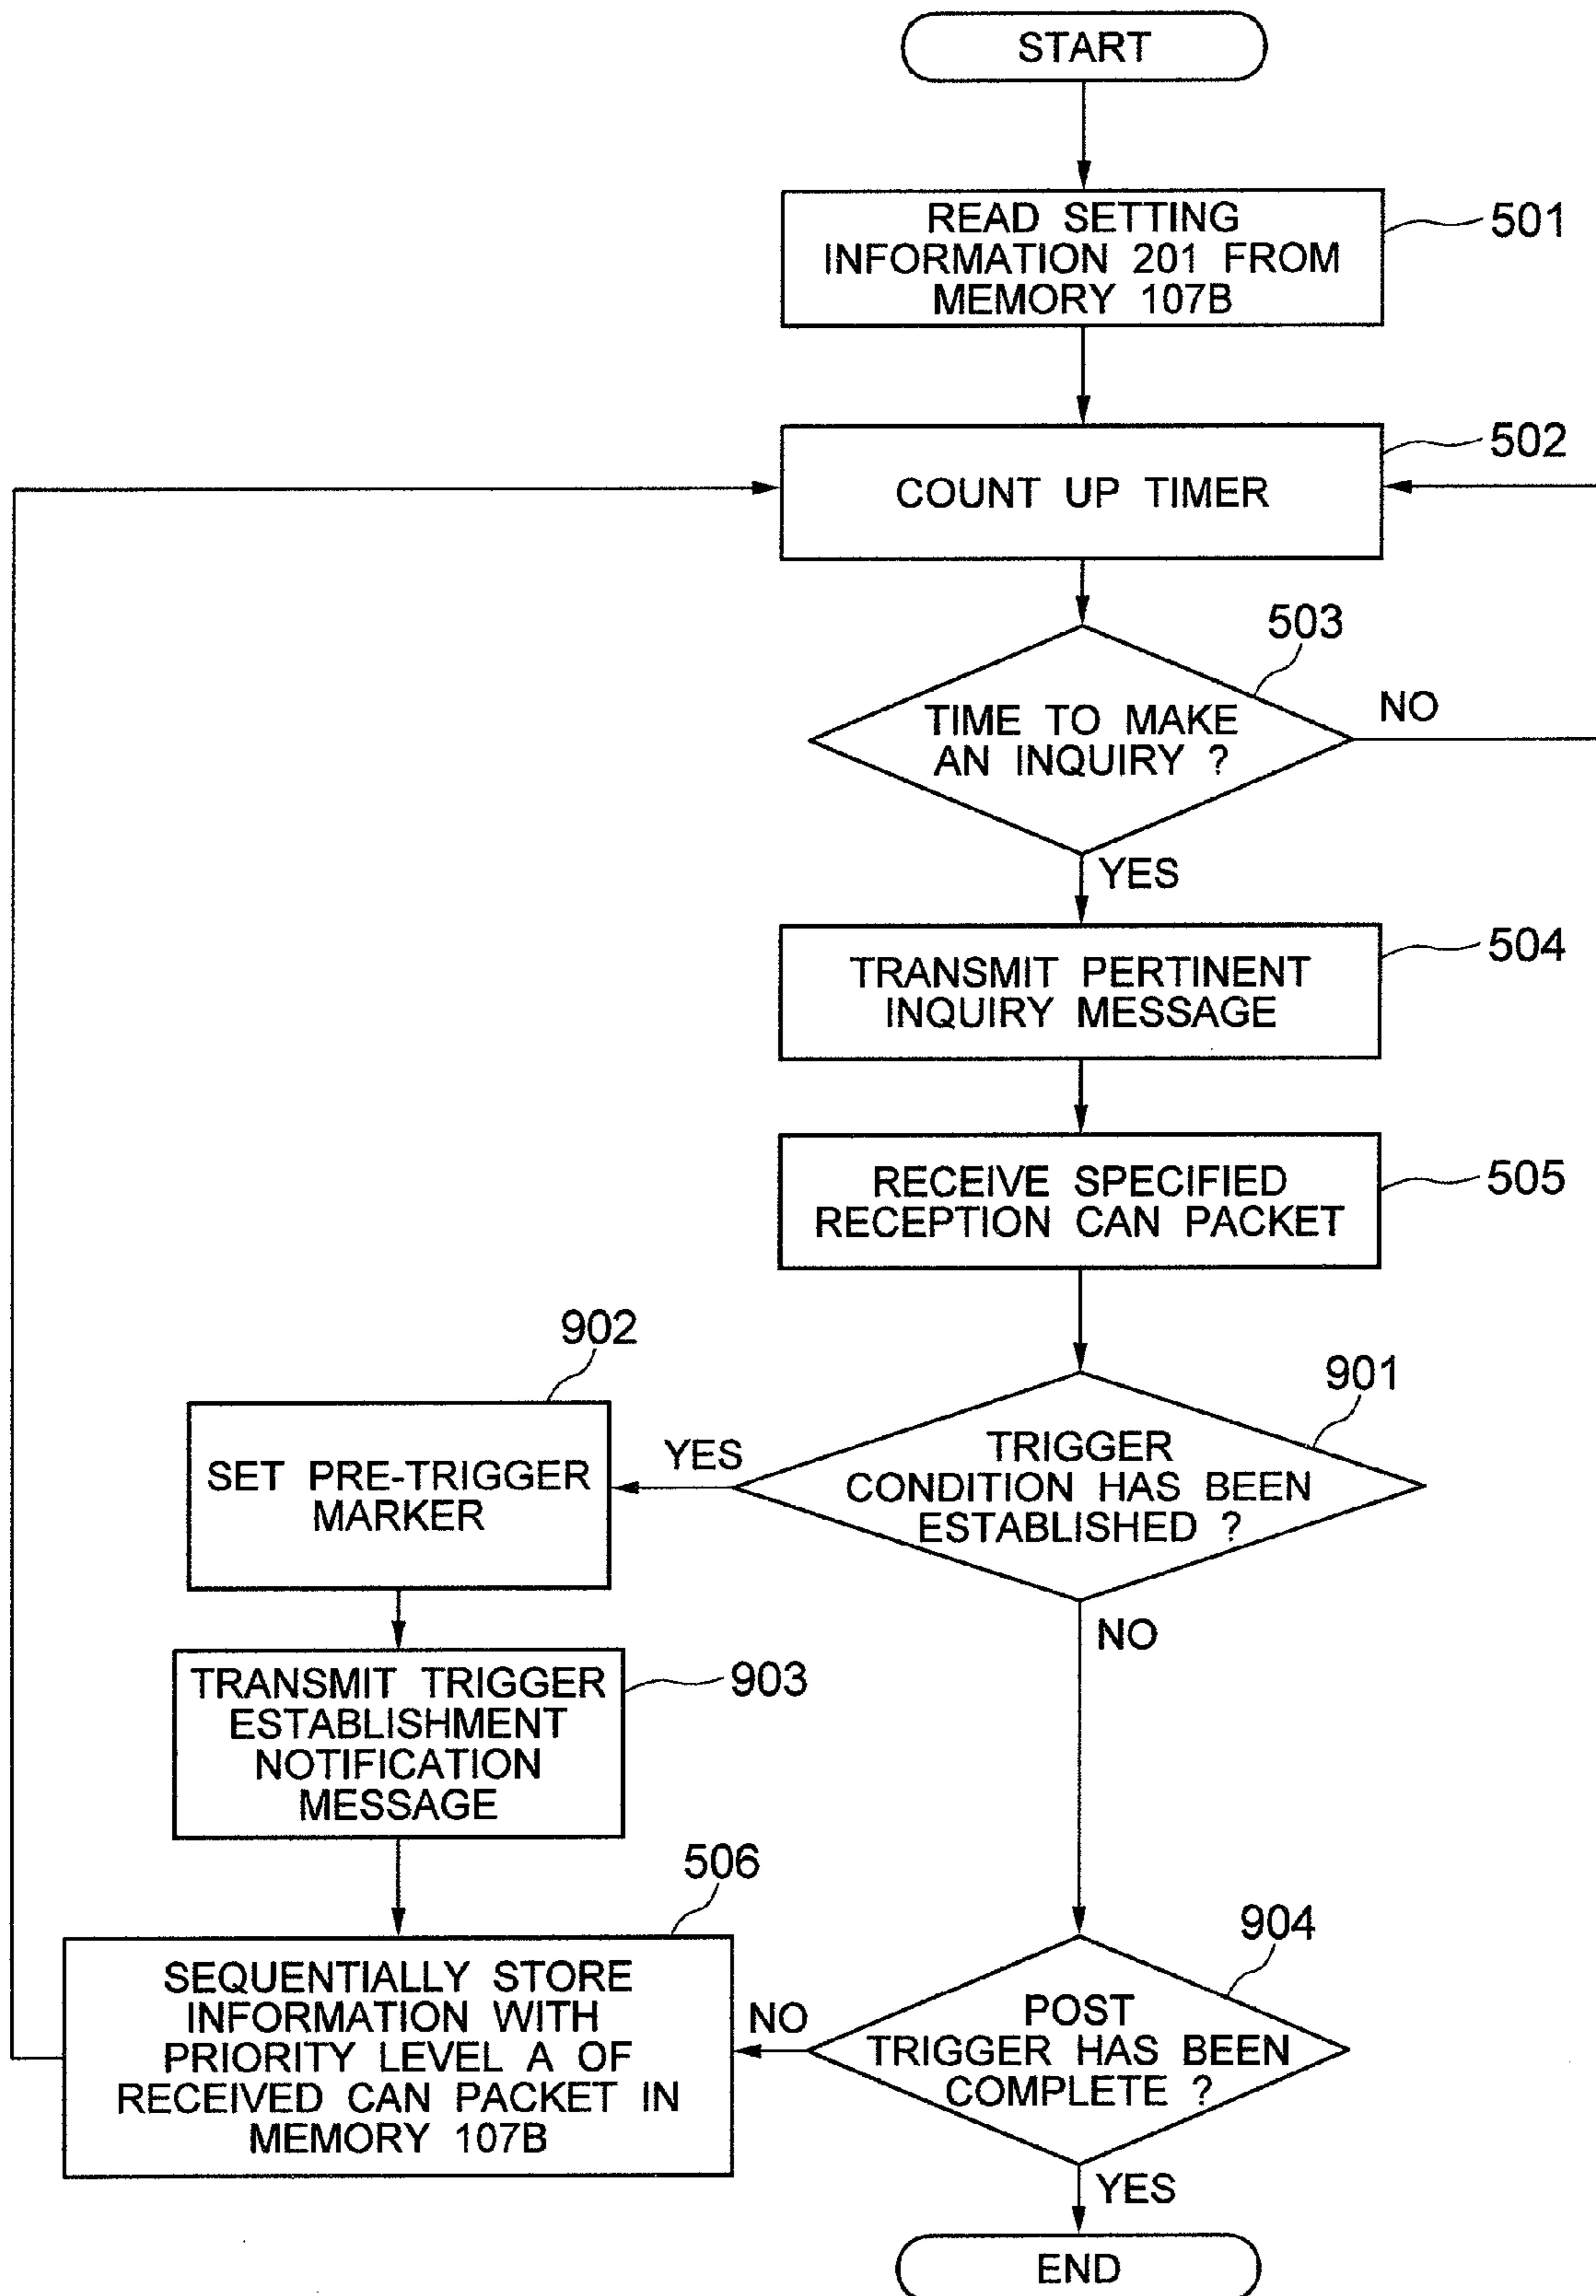 START
READ SETTING
INFORMATION 201 FROM
MEMORY 107B
501
COUNT UP TIMER
502
503
TIME TO MAKE
AN INQUIRY ?
NO
YES
TRANSMIT PERTINENT
INQUIRY MESSAGE
504
RECEIVE SPECIFIED
RECEPTION CAN PACKET
505
902
901
SET PRE-TRIGGER
MARKER
YES
TRIGGER
CONDITION HAS BEEN
ESTABLISHED ?
NO
TRANSMIT TRIGGER
ESTABLISHMENT
NOTIFICATION
MESSAGE
903
506
904
SEQUENTIALLY STORE
INFORMATION WITH
PRIORITY LEVEL A OF
RECEIVED CAN PACKET IN
MEMORY 107B
NO
POST
TRIGGER HAS BEEN
COMPLETE ?
YES
END